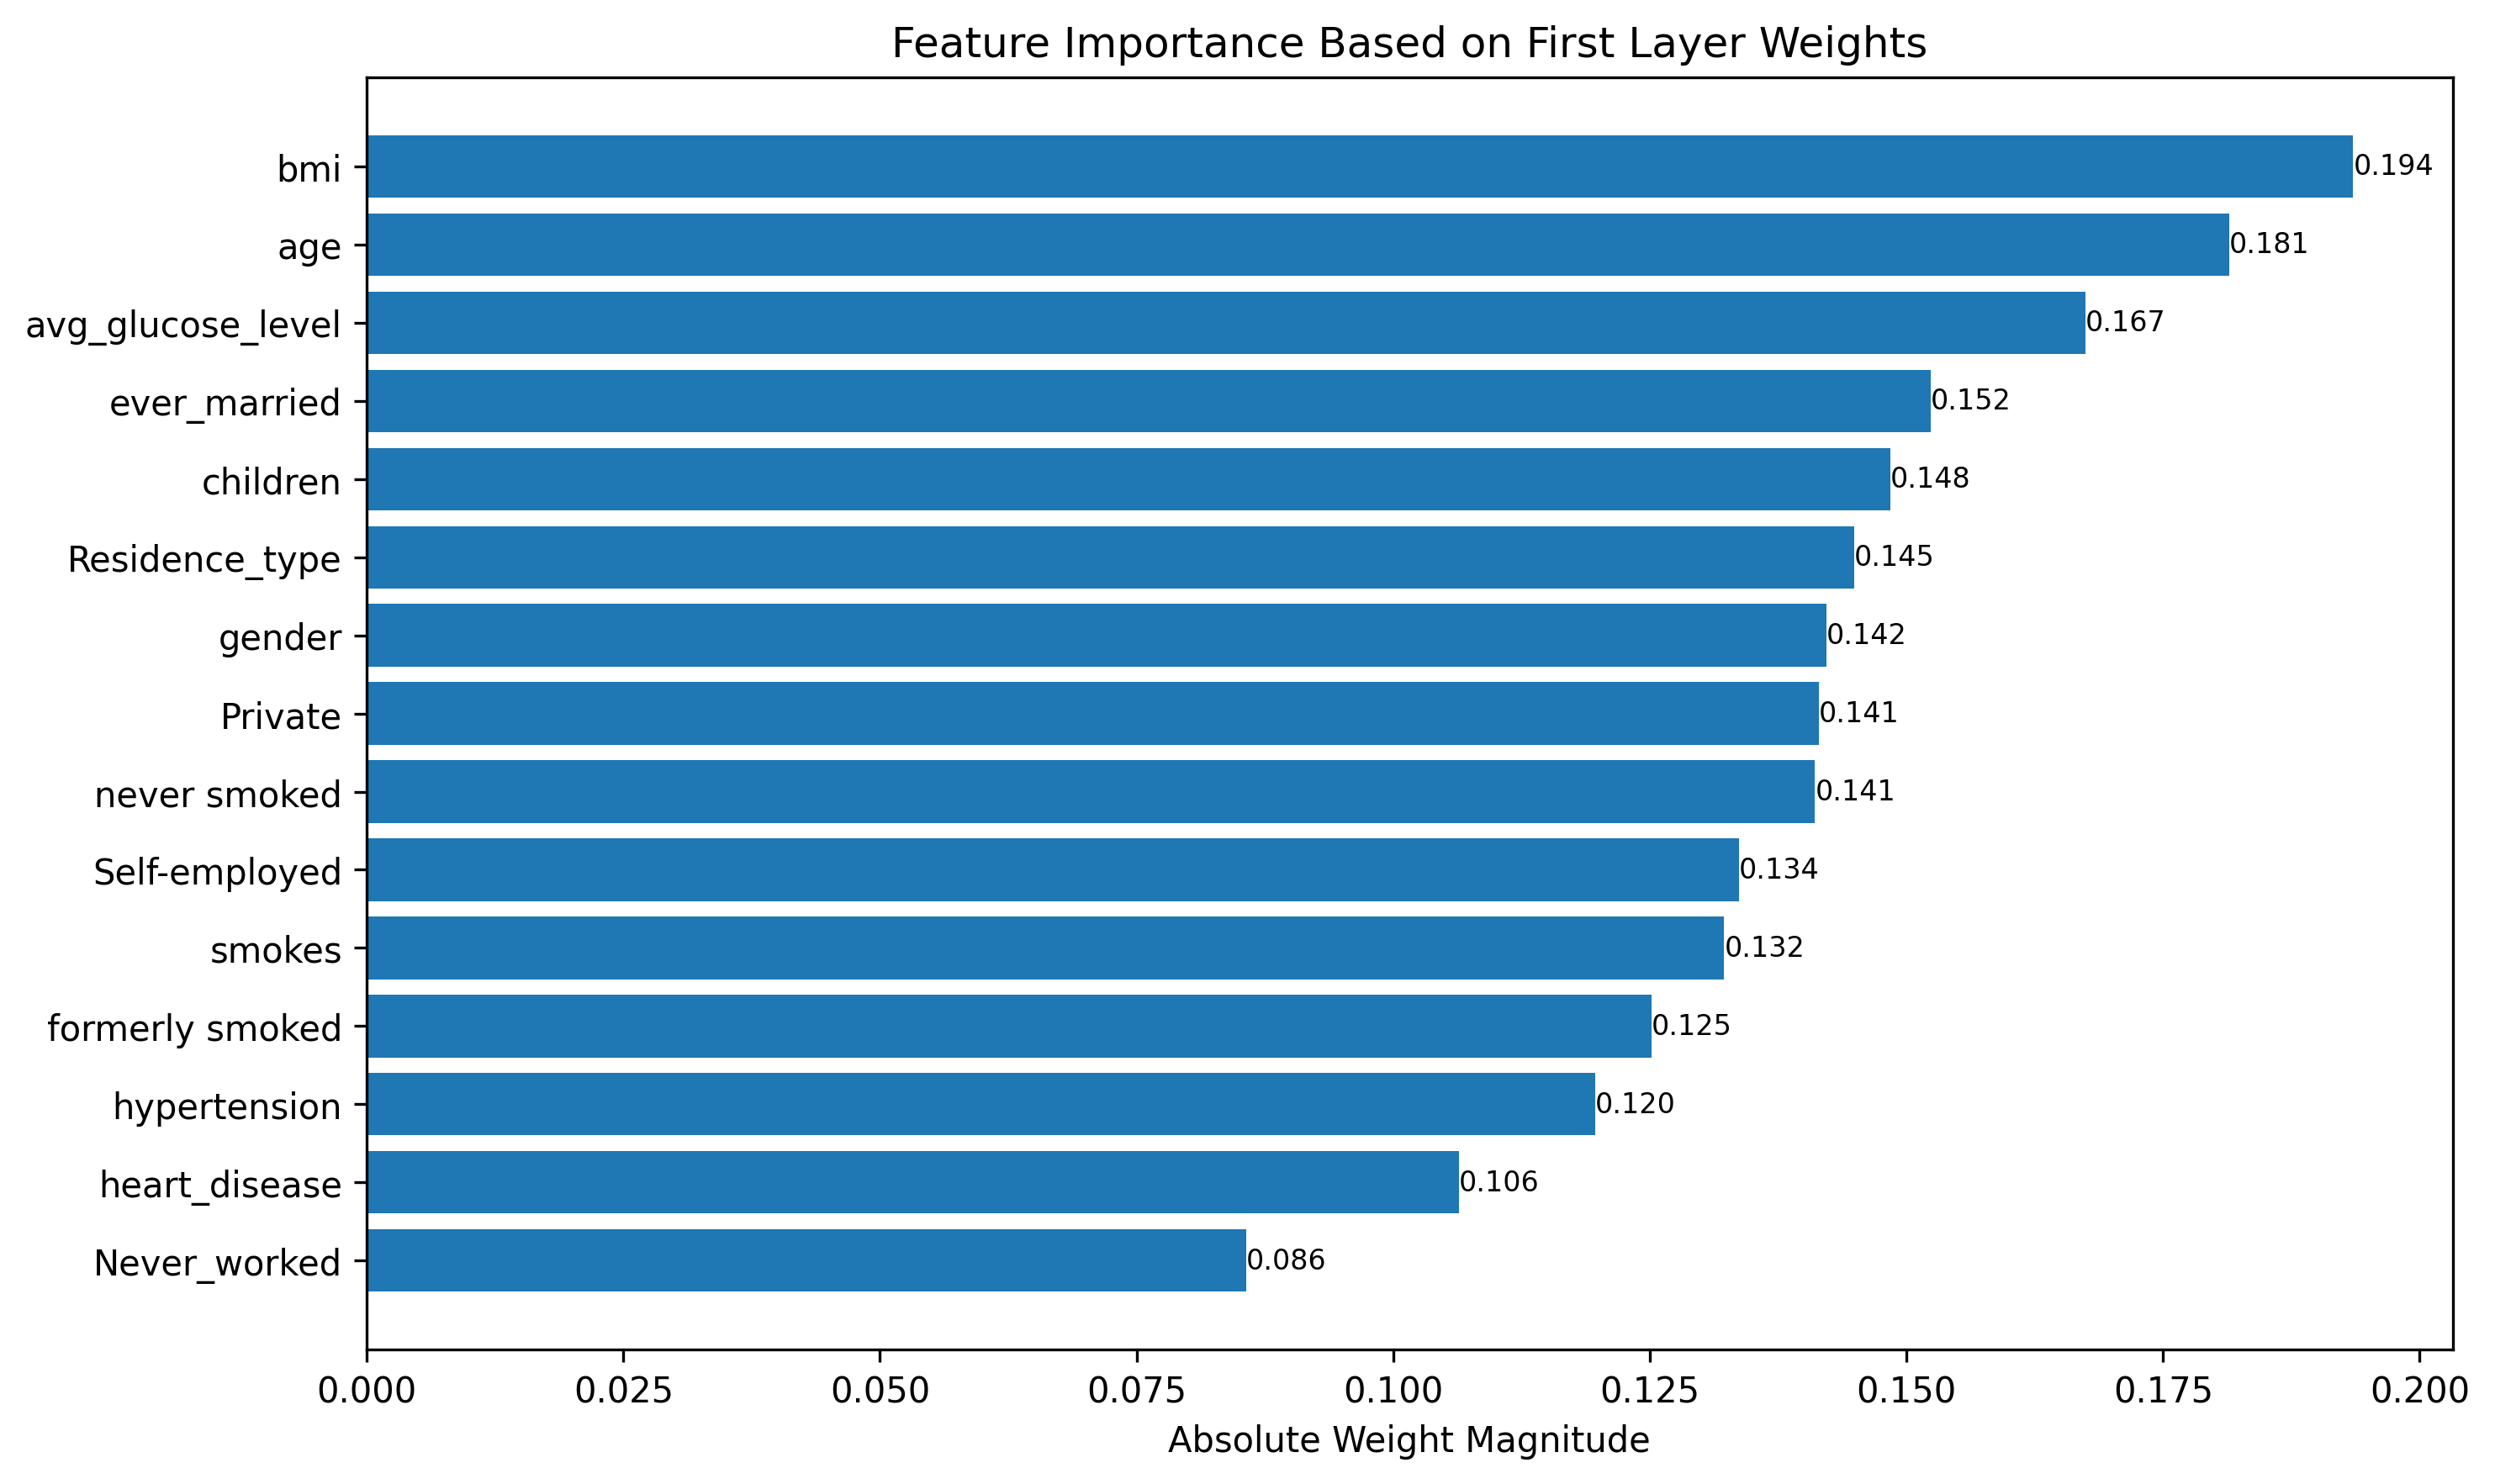 Feature Importance Based on First Layer Weights
bmi 0.194
age 0.181
avg_glucose_level 0.167
ever_married 0.152
children 0.148
Residence_type 0.145
gender 0.142
Private 0.141
never smoked 0.141
Self-employed 0.134
smokes 0.132
formerly smoked 0.125
hypertension 0.120
heart_disease 0.106
Never_worked 0.086
0.000 0.025 0.050 0.075 0.100 0.125 0.150 0.175 0.200
Absolute Weight Magnitude